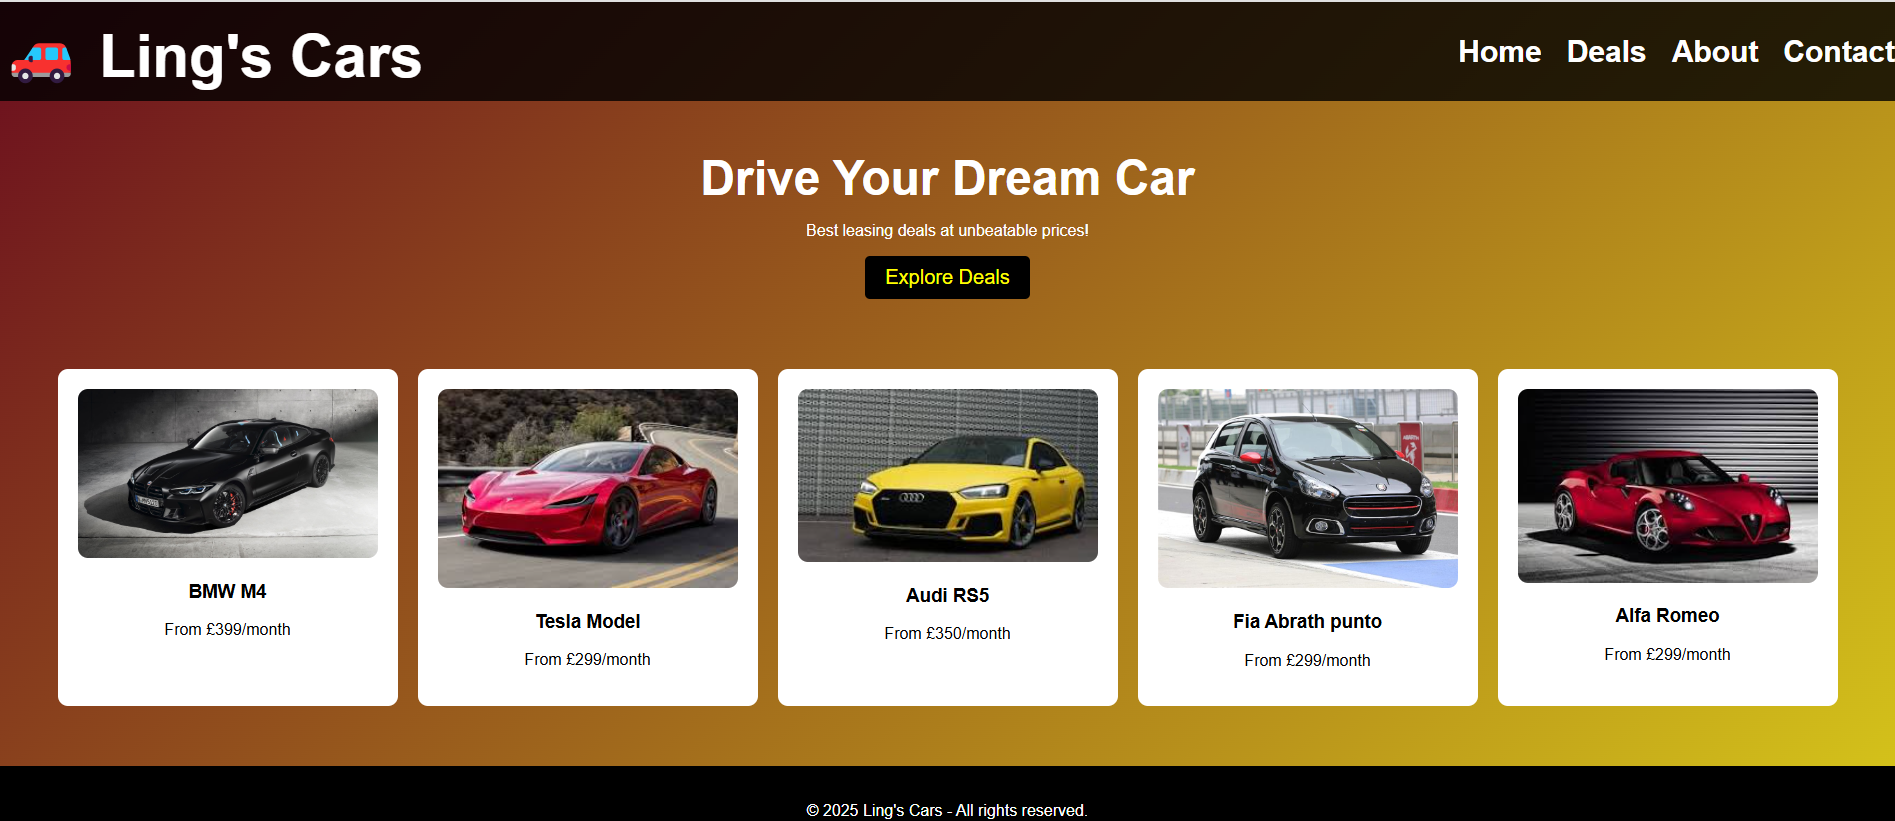 Ling's Cars
Home Deals About Contact
Drive Your Dream Car
Best leasing deals at unbeatable prices!
Explore Deals
BMW M4
From £399/month
Tesla Model
From £299/month
Audi RS5
From £350/month
Fia Abrath punto
From £299/month
Alfa Romeo
From £299/month
© 2025 Ling's Cars - All rights reserved.